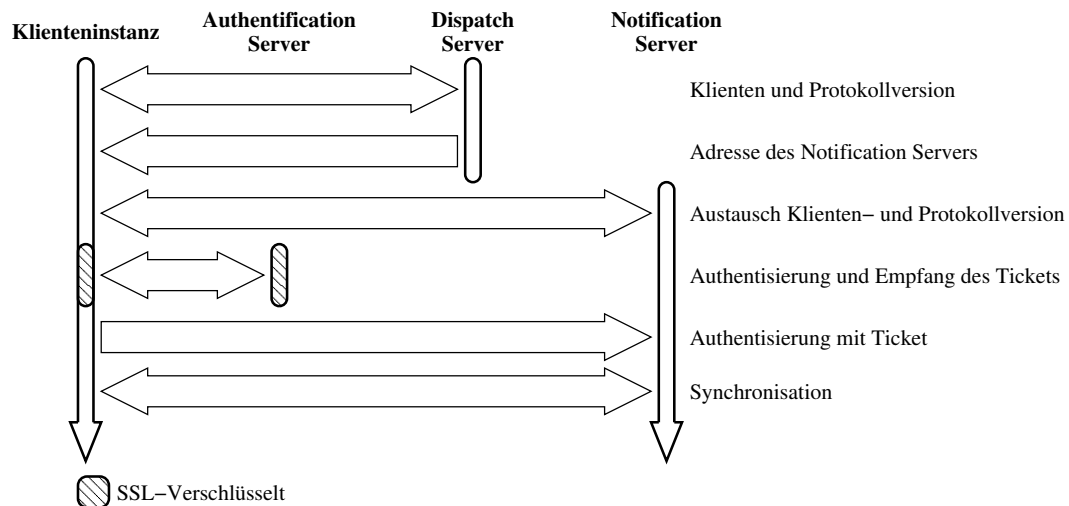 Klienteninstanz
Authentification
Server
Dispatch
Server
Notification
Server
Klienten und Protokollversion
Adresse des Notification Servers
Austausch Klienten− und Protokollversion
Authentisierung und Empfang des Tickets
Authentisierung mit Ticket
Synchronisation
SSL−Verschlüsselt